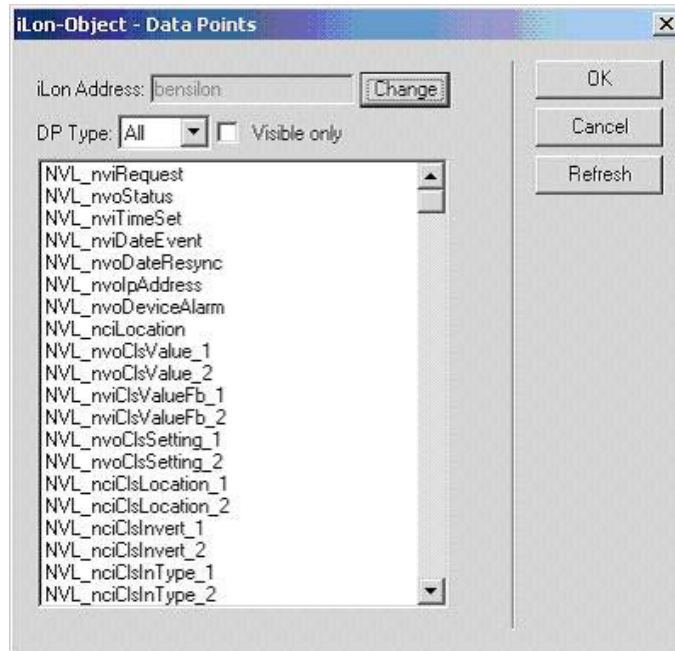 iLon-Object - Data Points
iLon Address: bensilon Change
DP Type: All Visible only
NVL_nviRequest
NVL_nvoStatus
NVL_nviTimeSet
NVL_nviDateEvent
NVL_nvoDateResync
NVL_nvoIpAddress
NVL_nvoDeviceAlarm
NVL_nciLocation
NVL_nvoClsValue_1
NVL_nvoClsValue_2
NVL_nviClsValueFb_1
NVL_nviClsValueFb_2
NVL_nvoClsSetting_1
NVL_nvoClsSetting_2
NVL_nciClsLocation_1
NVL_nciClsLocation_2
NVL_nciClsInvert_1
NVL_nciClsInvert_2
NVL_nciClsInType_1
NVL_nciClsInType_2
OK
Cancel
Refresh